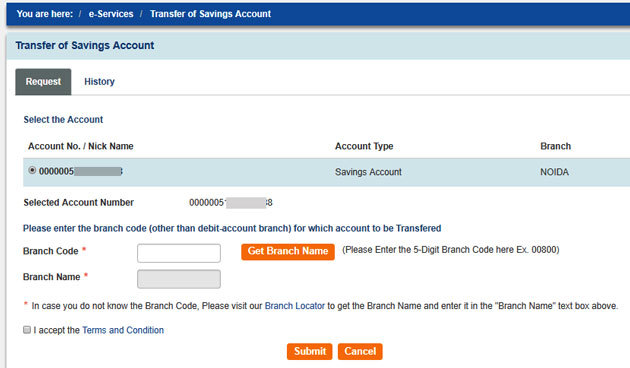 You are here: / e-Services / Transfer of Savings Account
Transfer of Savings Account
Request History
Select the Account
Account No. / Nick Name Account Type Branch
0000005 Savings Account NOIDA
Selected Account Number 0000005 8
Please enter the branch code (other than debit-account branch) for which account to be Transfered
Branch Code * Get Branch Name (Please Enter the 5-Digit Branch Code here Ex. 00800)
Branch Name *
* In case you do not know the Branch Code, Please visit our Branch Locator to get the Branch Name and enter it in the "Branch Name" text box above.
I accept the Terms and Condition
Submit Cancel